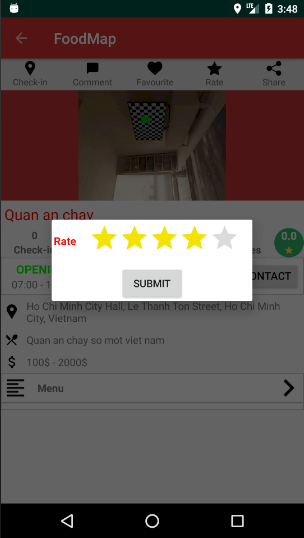 3:48
FoodMap
Check-in
Comment
Favourite
Rate
Share
Quan an chay
0
0.0
Check-in
es
Rate
SUBMIT
OPENI
07:00 - 1
ONTACT
Ho Chi Minh City Hall, Le Thanh Ton Street, Ho Chi Minh
City, Vietnam
Quan an chay so mot viet nam
100$ - 2000$
Menu